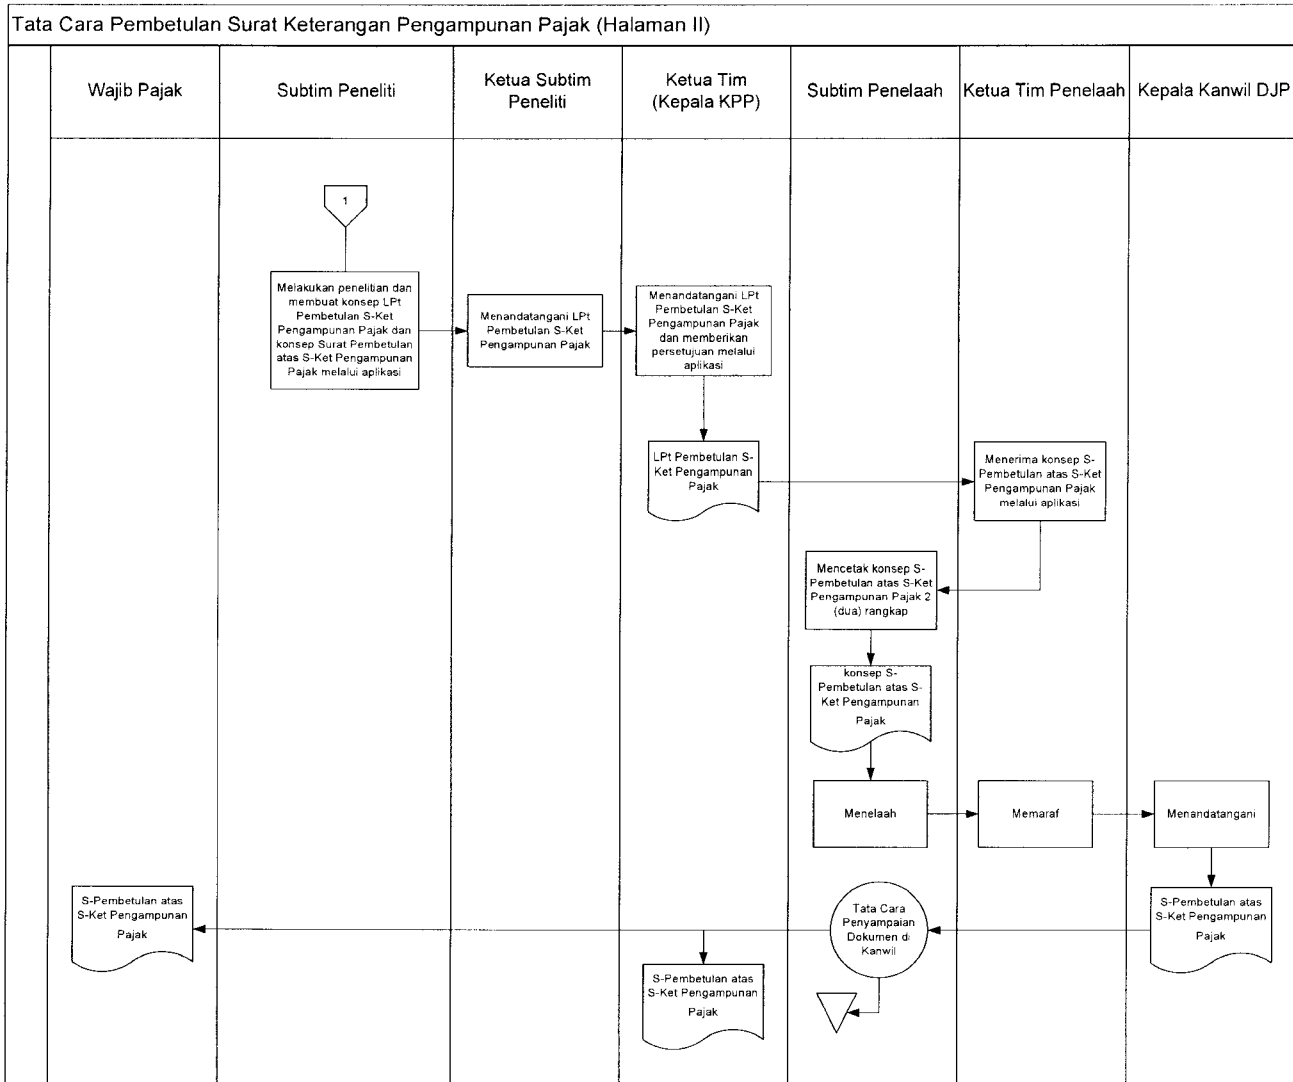 Tata Cara Pembetulan Surat Keterangan Pengampunan Pajak (Halaman II)
Wajib Pajak
Subtim Peneliti
Ketua Subtim
Peneliti
Ketua Tim
(Kepala KPP)
Subtim Penelaah
Ketua Tim Penelaah
Kepala Kanwil DJP
1
Melakukan penelitian dan
membuat konsep LPt
Pembetulan S-Ket
Pengampunan Pajak dan
konsep Surat Pembetulan
atas S-Ket Pengampunan
Pajak melalui aplikasi
Menandatangani LPt
Pembetulan S-Ket
Pengampunan Pajak
Menandatangani LPt
Pembetulan S-Ket
Pengampunan Pajak
dan memberikan
persetujuan melalui
aplikasi
LPt Pembetulan S-
Ket Pengampunan
Pajak
Menerima konsep S-
Pembetulan atas S-Ket
Pengampunan Pajak
melalui aplikasi
Mencetak konsep S-
Pembetulan atas S-Ket
Pengampunan Pajak 2
(dua) rangkap
konsep S-
Pembetulan atas S-
Ket Pengampunan
Pajak
Menelaah
Memaraf
Menandatangani
S-Pembetulan atas
S-Ket Pengampunan
Pajak
Tata Cara
Penyampaian
Dokumen di
Kanwil
S-Pembetulan atas
S-Ket Pengampunan
Pajak
S-Pembetulan atas
S-Ket Pengampunan
Pajak